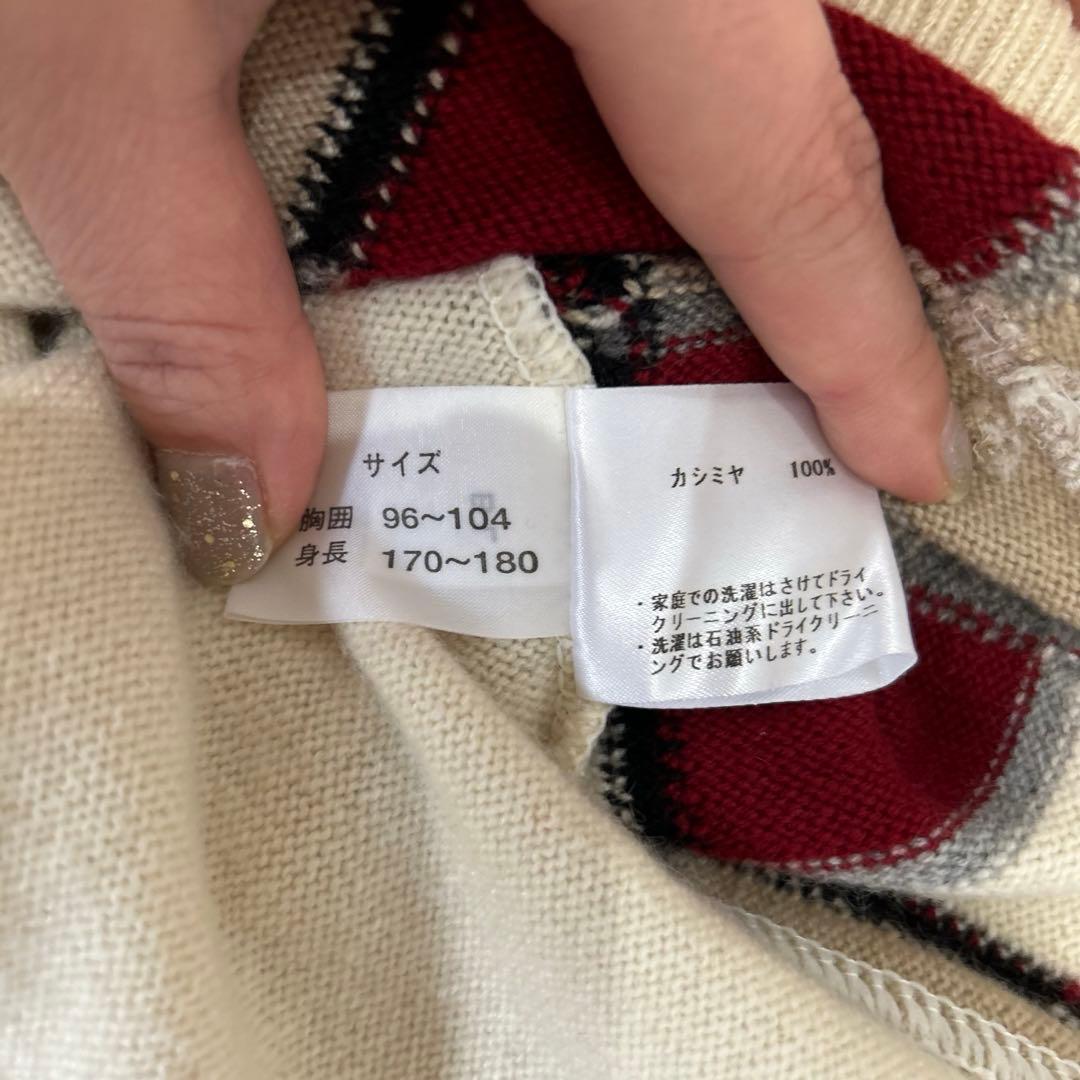 サイズ
胸囲 96~104
身長 170~180
カシミヤ 100%
・家庭での洗濯はさけてドライ
クリーニングに出して下さい。
・洗濯は石油系ドライクリーニ
ングでお願いします。